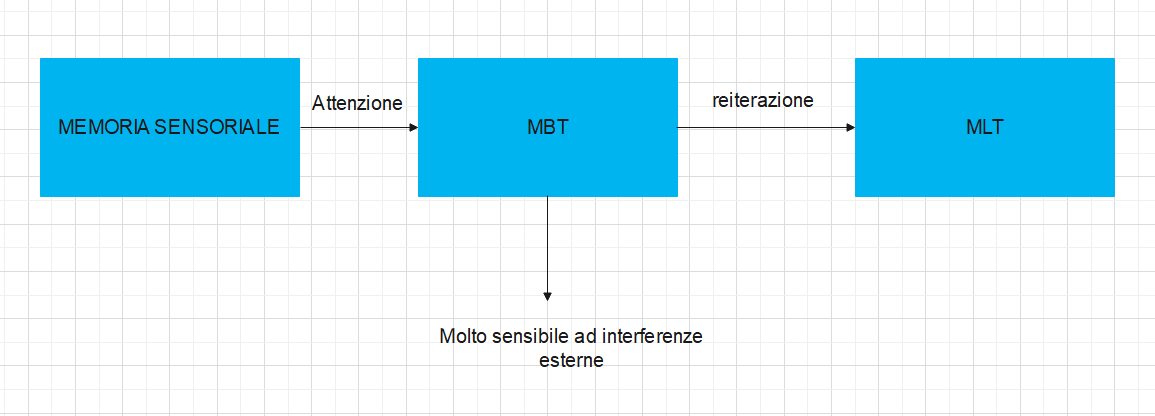 Attenzione
reiterazione
MEMORIA SENSORIALE
MBT
MLT
Molto sensibile ad interferenze
esterne